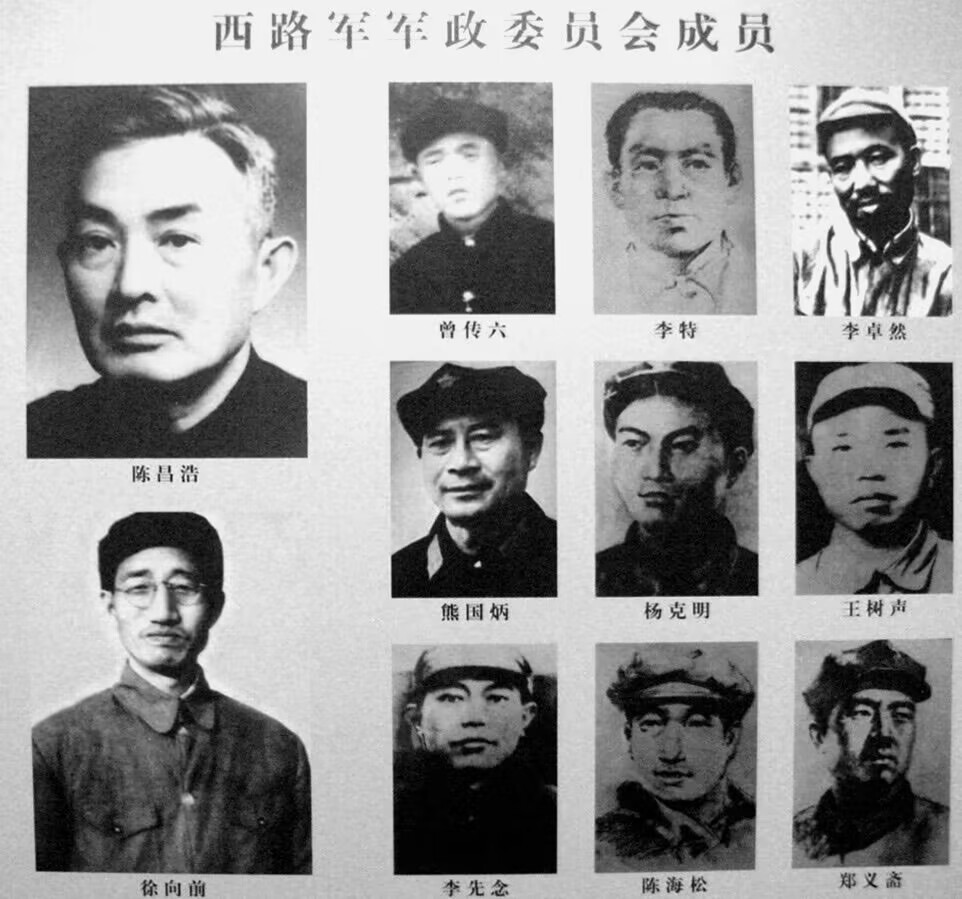 西路军军政委员会成员
曾传六
李特
李卓然
陈昌浩
熊国炳
杨克明
王树声
徐向前
李先念
陈海松
郑义斋